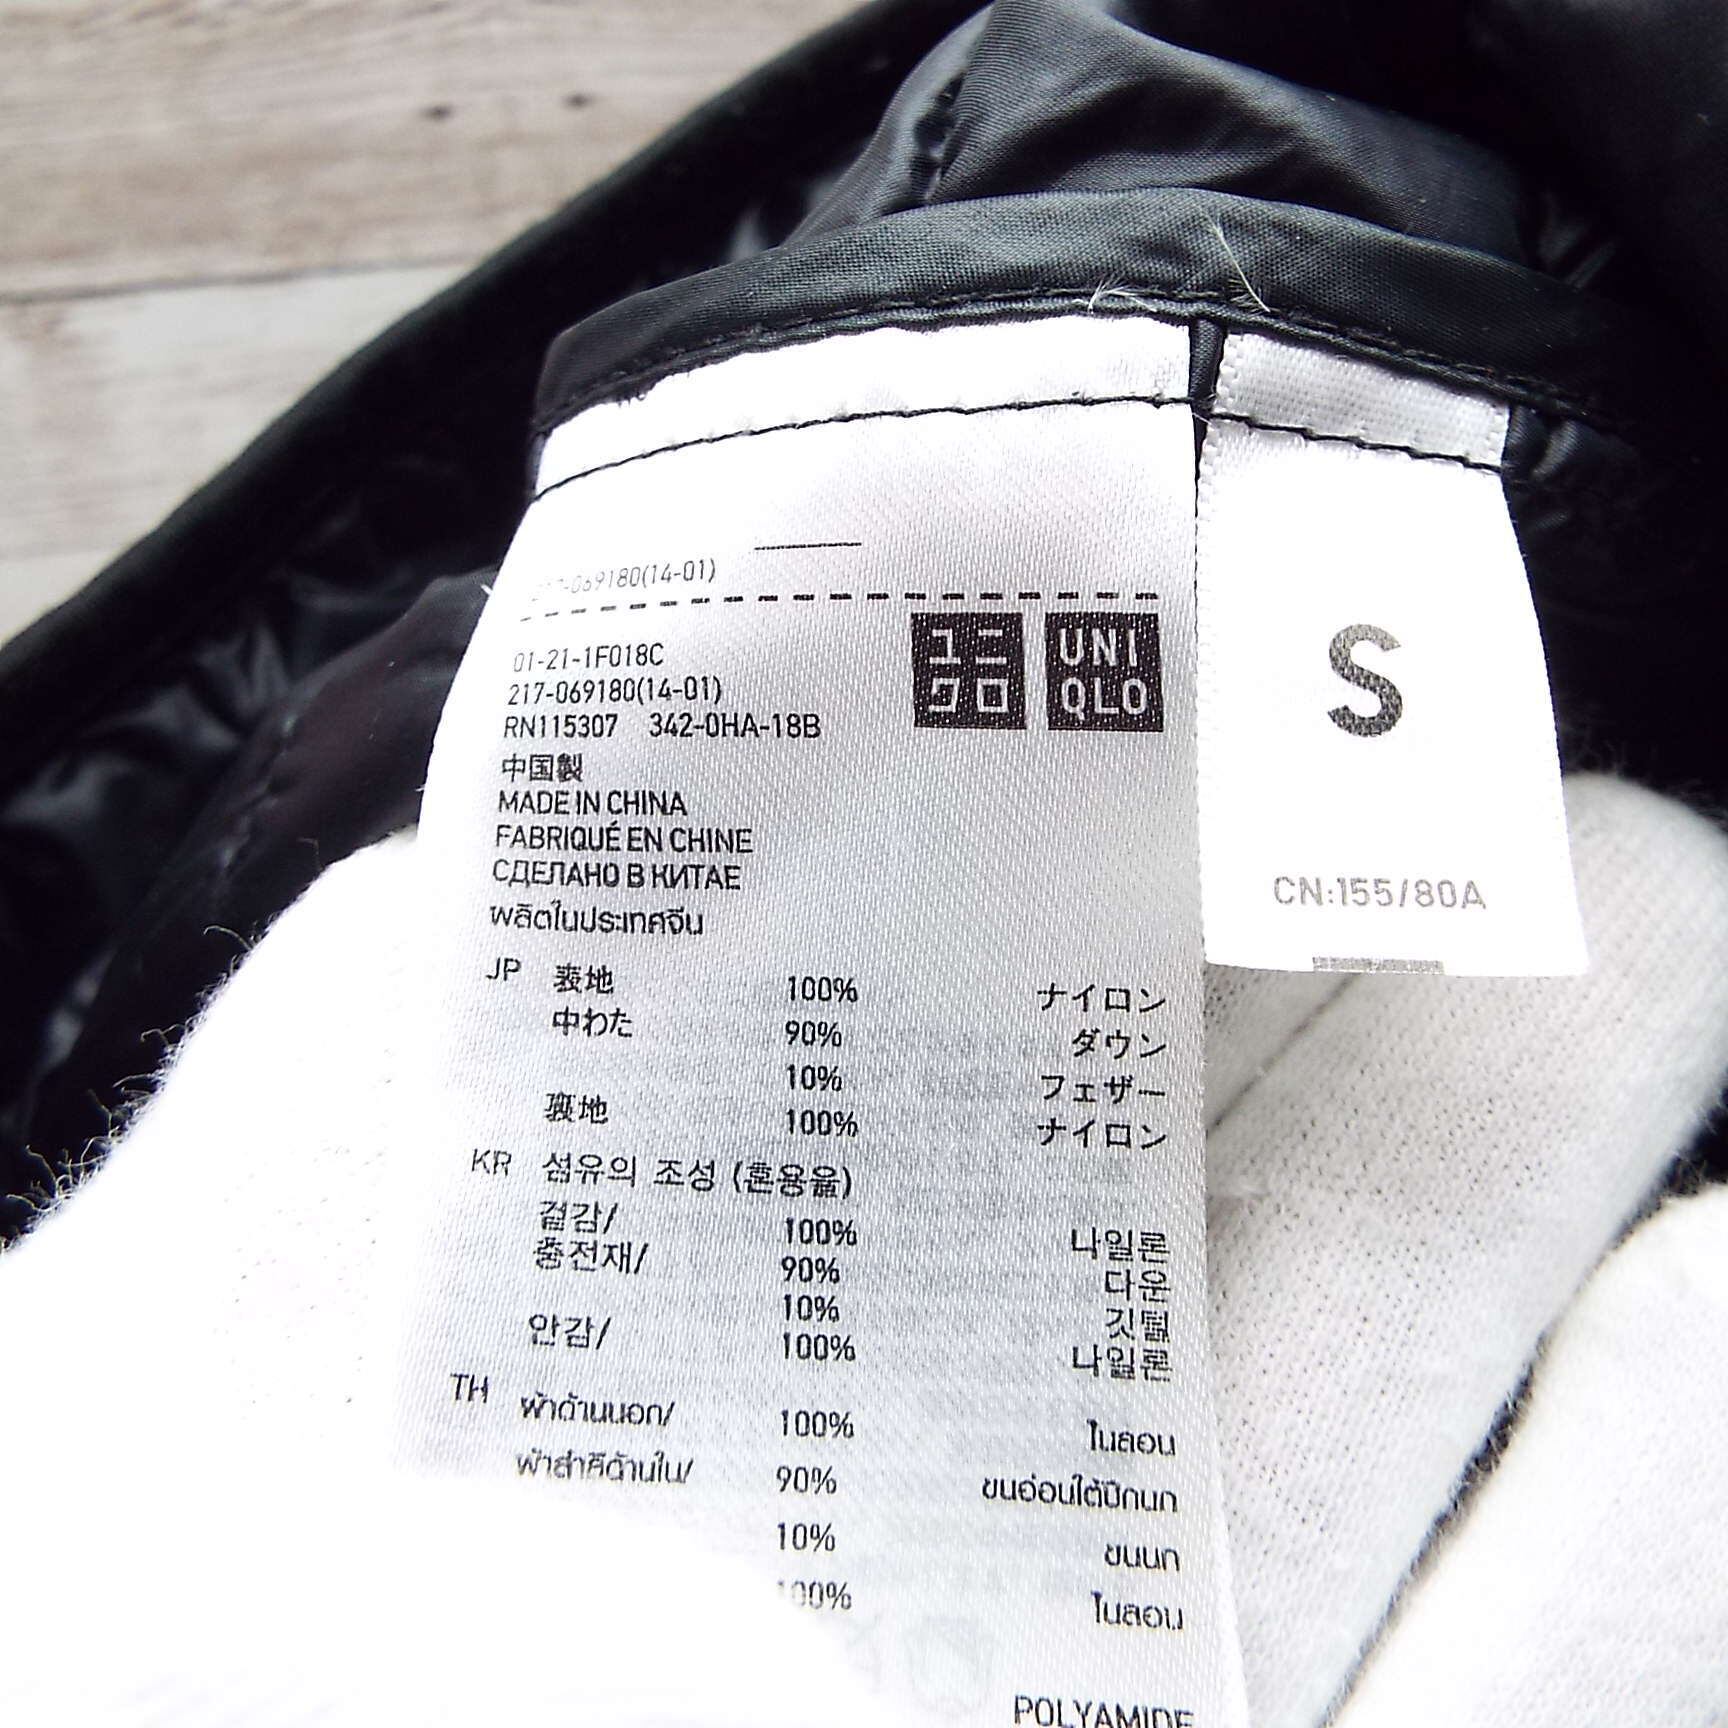 217-069180(14-01)
01-21-1F018C
217-069180(14-01)
RN115307 342-0HA-18B
ユニ
クロ
UNI
QLO
中国製
MADE IN CHINA
FABRIQUÉ EN CHINE
СДЕЛАНО В КИТАЕ
ผลิตในประเทศจีน
JP 表地 100% ナイロン
中わた 90% ダウン
10% フェザー
裏地 100% ナイロン
KR 섬유의 조성 (혼용율)
겉감/ 100% 나일론
충전재/ 90% 다운
10% 깃털
안감/ 100% 나일론
TH ผ้าด้านนอก/ 100% ไนลอน
ผ้าสำลีด้านใน/ 90% ขนอ่อนใต้ปีกนก
10% ขนนก
100% ไนลอน
POLYAMIDE
S
CN:155/80A